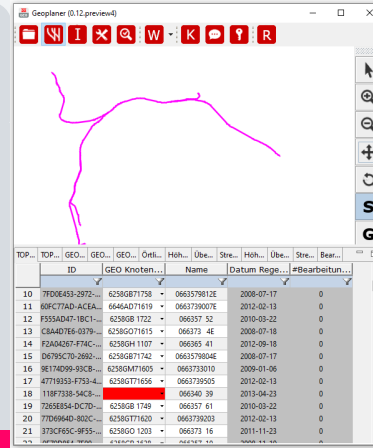 Geoplaner (0.12.preview4)
I W K R
S
G
TOP... TOP... GEO... GEO... GEO... Örtli... Höh... Übe... Stre... Höh... Übe... Stre... Bear...
ID GEO Knoten... Name Datum Rege... #Bearbeitun...
10 7FD0E453-2972-... 6258GB71758 0663579812E 2008-07-17 0
11 60FC77AD-ACEA... 6646AD71619 0663739007E 2012-02-13 0
12 F555AD47-1BC1-... 6258GB 1722 066357 52 2010-03-22 0
13 C8A4D7E6-0379-... 6258GO71615 066373 4E 2008-07-18 0
14 F2A04267-F74C-... 6258GH 1107 066365 41 2012-09-18 0
15 D6795C70-2692-... 6258GB71742 0663579804E 2008-07-17 0
16 9E174D99-93CB-... 6258GM71605 0663733010 2009-01-06 0
17 47719353-F753-4... 6258GT71656 0663739505 2012-02-13 0
18 118F7338-54C8-... 066340 39 2013-04-23 0
19 7265E854-DC7D-... 6258GB 1749 066357 61 2010-03-22 0
20 77D6964D-802C-... 6258GT71620 0663739203 2012-02-13 0
21 373CF65C-9F55-... 6258GO 1203 066373 16 2011-03-22 0